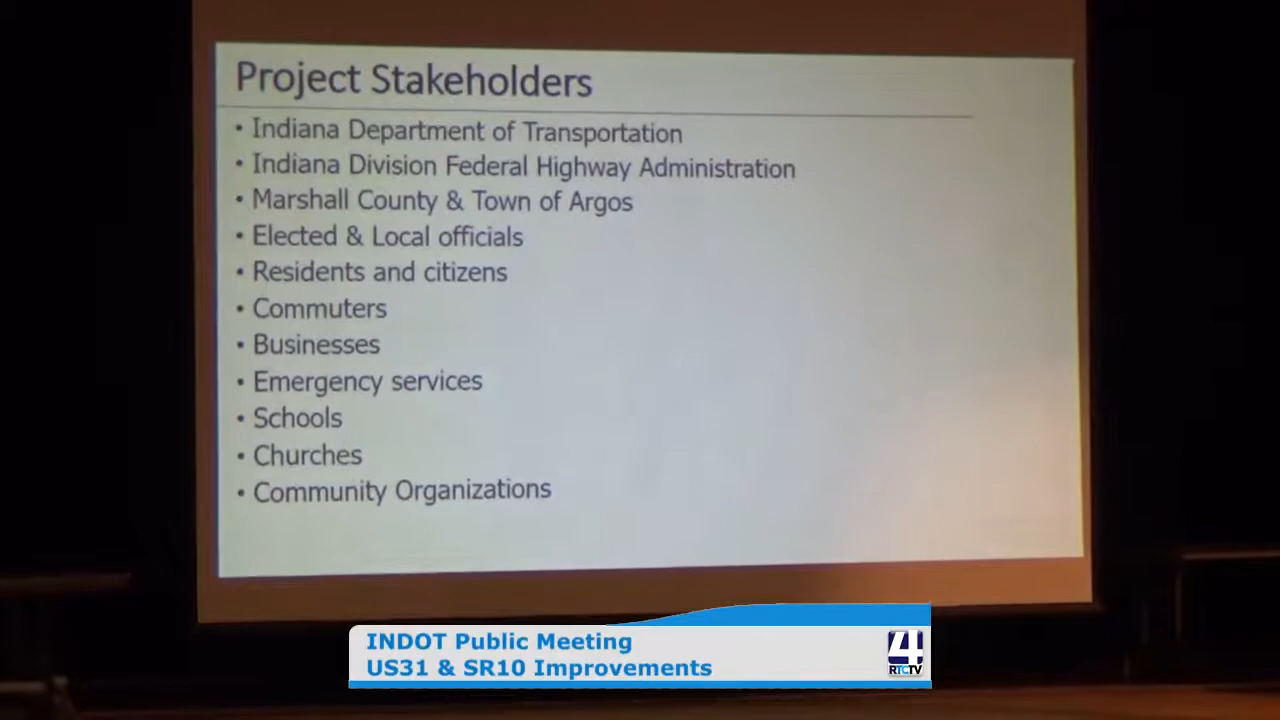 Project Stakeholders
• Indiana Department of Transportation
• Indiana Division Federal Highway Administration
• Marshall County & Town of Argos
• Elected & Local officials
• Residents and citizens
• Commuters
• Businesses
• Emergency services
• Schools
• Churches
• Community Organizations
INDOT Public Meeting
US31 & SR10 Improvements
4
RTCTV